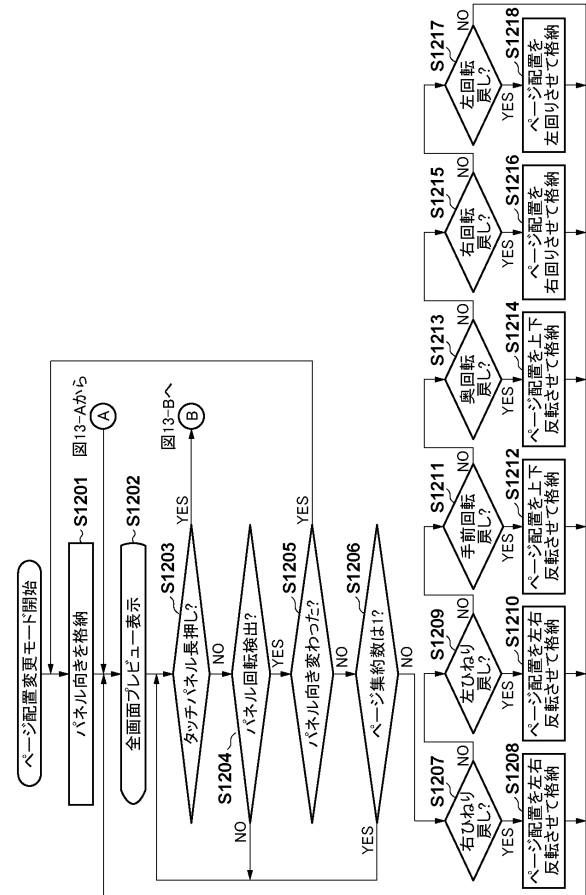 ページ配置変更モード開始
S1201
パネル向きを格納
図13-Aから
A
S1202
全画面プレビュー表示
S1203
タッチパネル長押し?
YES
図13-Bへ
B
NO
S1204
パネル回転検出?
NO
YES
S1205
パネル向き変わった?
YES
NO
S1206
ページ集約数は1?
YES
NO
S1207
右ひねり
戻し?
NO
YES
S1208
ページ配置を左右
反転させて格納
S1209
左ひねり
戻し?
NO
YES
S1210
ページ配置を左右
反転させて格納
S1211
手前回転
戻し?
NO
YES
S1212
ページ配置を上下
反転させて格納
S1213
奥回転
戻し?
NO
YES
S1214
ページ配置を上下
反転させて格納
S1215
右回転
戻し?
NO
YES
S1216
ページ配置を
右回りさせて格納
S1217
左回転
戻し?
NO
YES
S1218
ページ配置を
左回りさせて格納